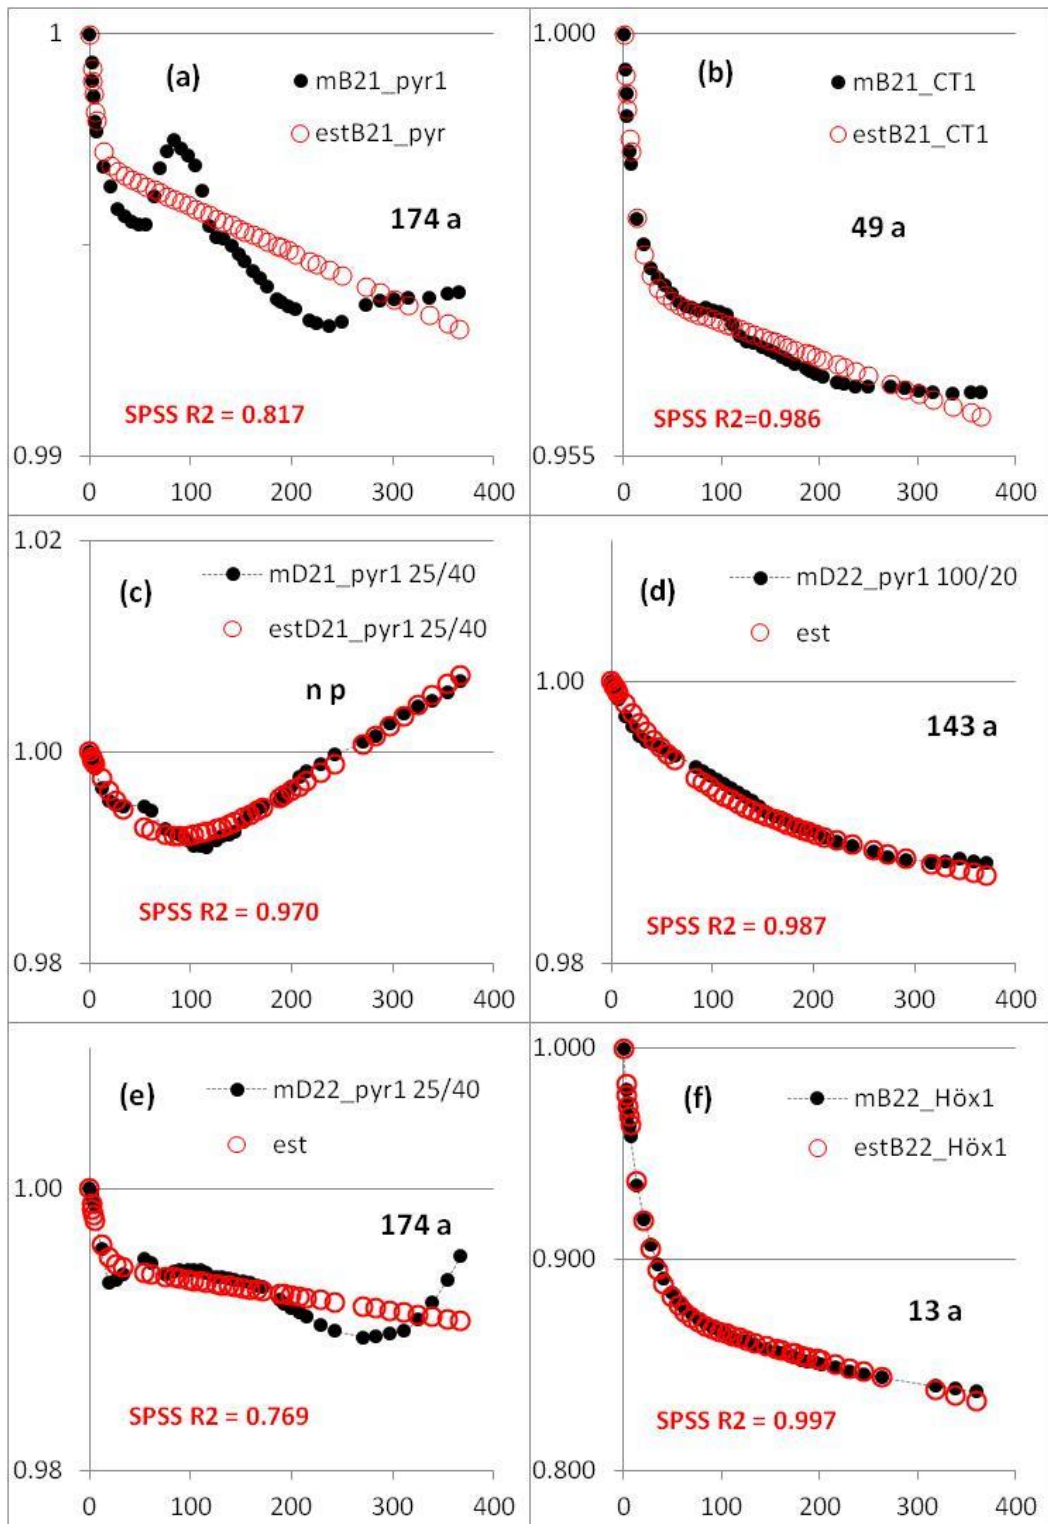 1
(a)
mB21_pyr1
estB21_pyr
174 a
SPSS R2 = 0.817
0.99
0 100 200 300 400
1.000
(b)
mB21_CT1
estB21_CT1
49 a
SPSS R2=0.986
0.955
0 100 200 300 400
1.02
(c)
mD21_pyr1 25/40
estD21_pyr1 25/40
n p
1.00
SPSS R2 = 0.970
0.98
0 100 200 300 400
(d)
mD22_pyr1 100/20
est
1.00
143 a
SPSS R2 = 0.987
0.98
0 100 200 300 400
(e)
mD22_pyr1 25/40
est
1.00
174 a
SPSS R2 = 0.769
0.98
0 100 200 300 400
1.000
(f)
mB22_Höx1
estB22_Höx1
0.900
13 a
SPSS R2 = 0.997
0.800
0 100 200 300 400